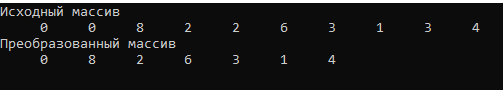 Исходный массив
0 0 8 2 2 6 3 1 3 4
Преобразованный массив
0 8 2 6 3 1 4